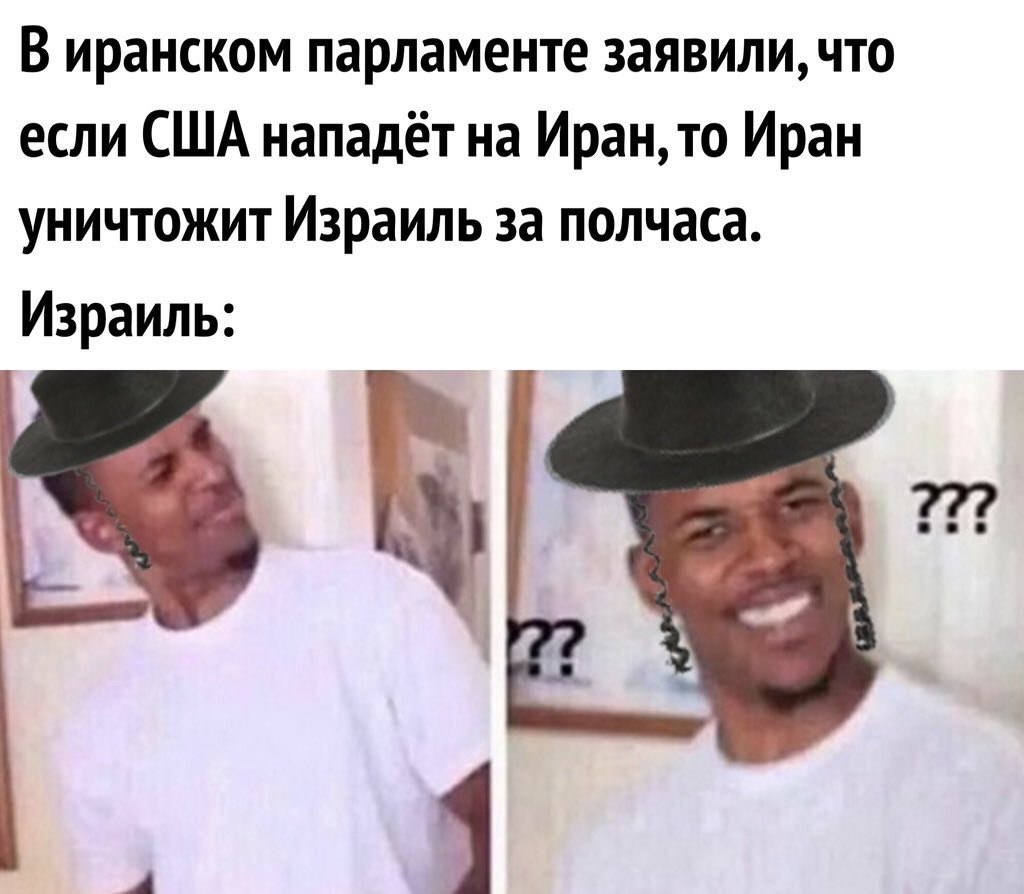 В иранском парламенте заявили, что
если США нападёт на Иран, то Иран
уничтожит Израиль за полчаса.
Израиль:
???
???